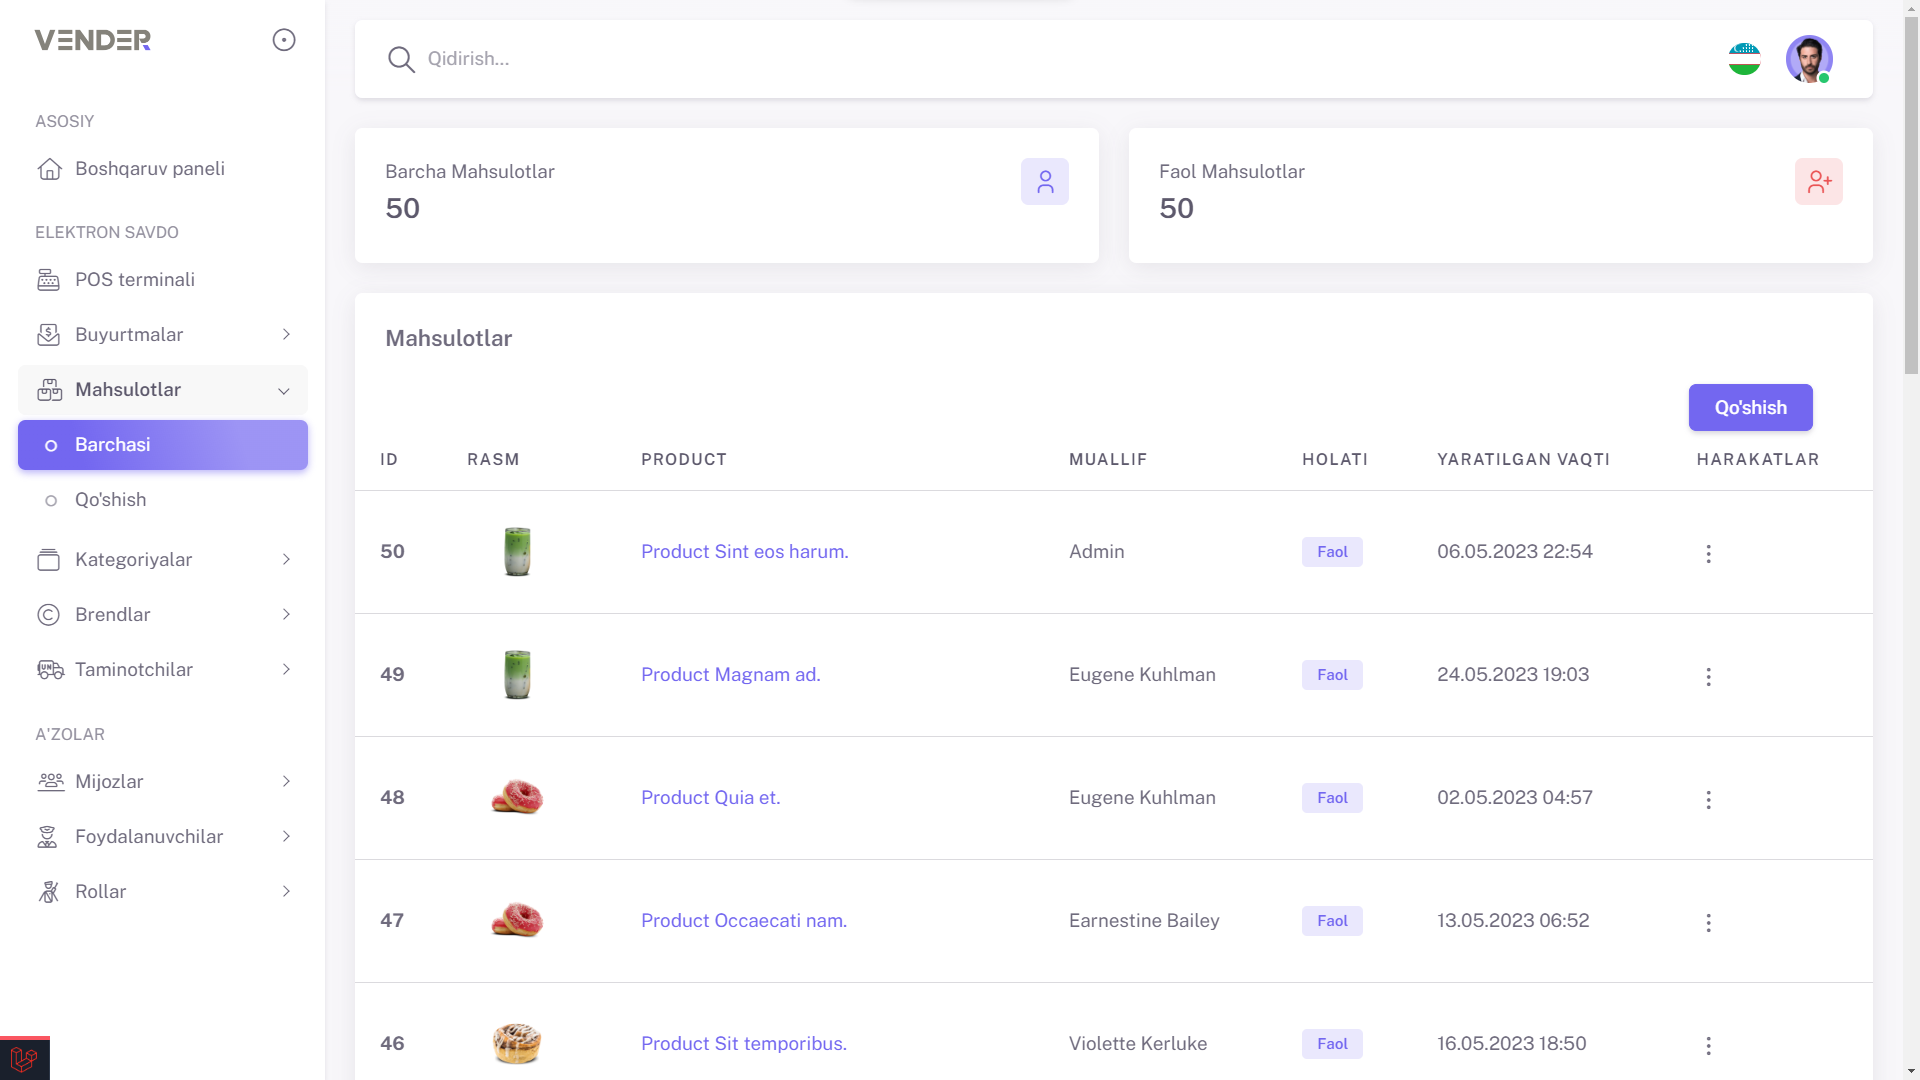 VENDER
Qidirish...
ASOSIY
Boshqaruv paneli
ELEKTRON SAVDO
POS terminali
Buyurtmalar
Mahsulotlar
Barchasi
Qo'shish
Kategoriyalar
Brendlar
Taminotchilar
A'ZOLAR
Mijozlar
Foydalanuvchilar
Rollar
Barcha Mahsulotlar
50
Faol Mahsulotlar
50
Mahsulotlar
Qo'shish
ID RASM PRODUCT MUALLIF HOLATI YARATILGAN VAQTI HARAKATLAR
50 Product Sint eos harum. Admin Faol 06.05.2023 22:54
49 Product Magnam ad. Eugene Kuhlman Faol 24.05.2023 19:03
48 Product Quia et. Eugene Kuhlman Faol 02.05.2023 04:57
47 Product Occaecati nam. Earnestine Bailey Faol 13.05.2023 06:52
46 Product Sit temporibus. Violette Kerluke Faol 16.05.2023 18:50